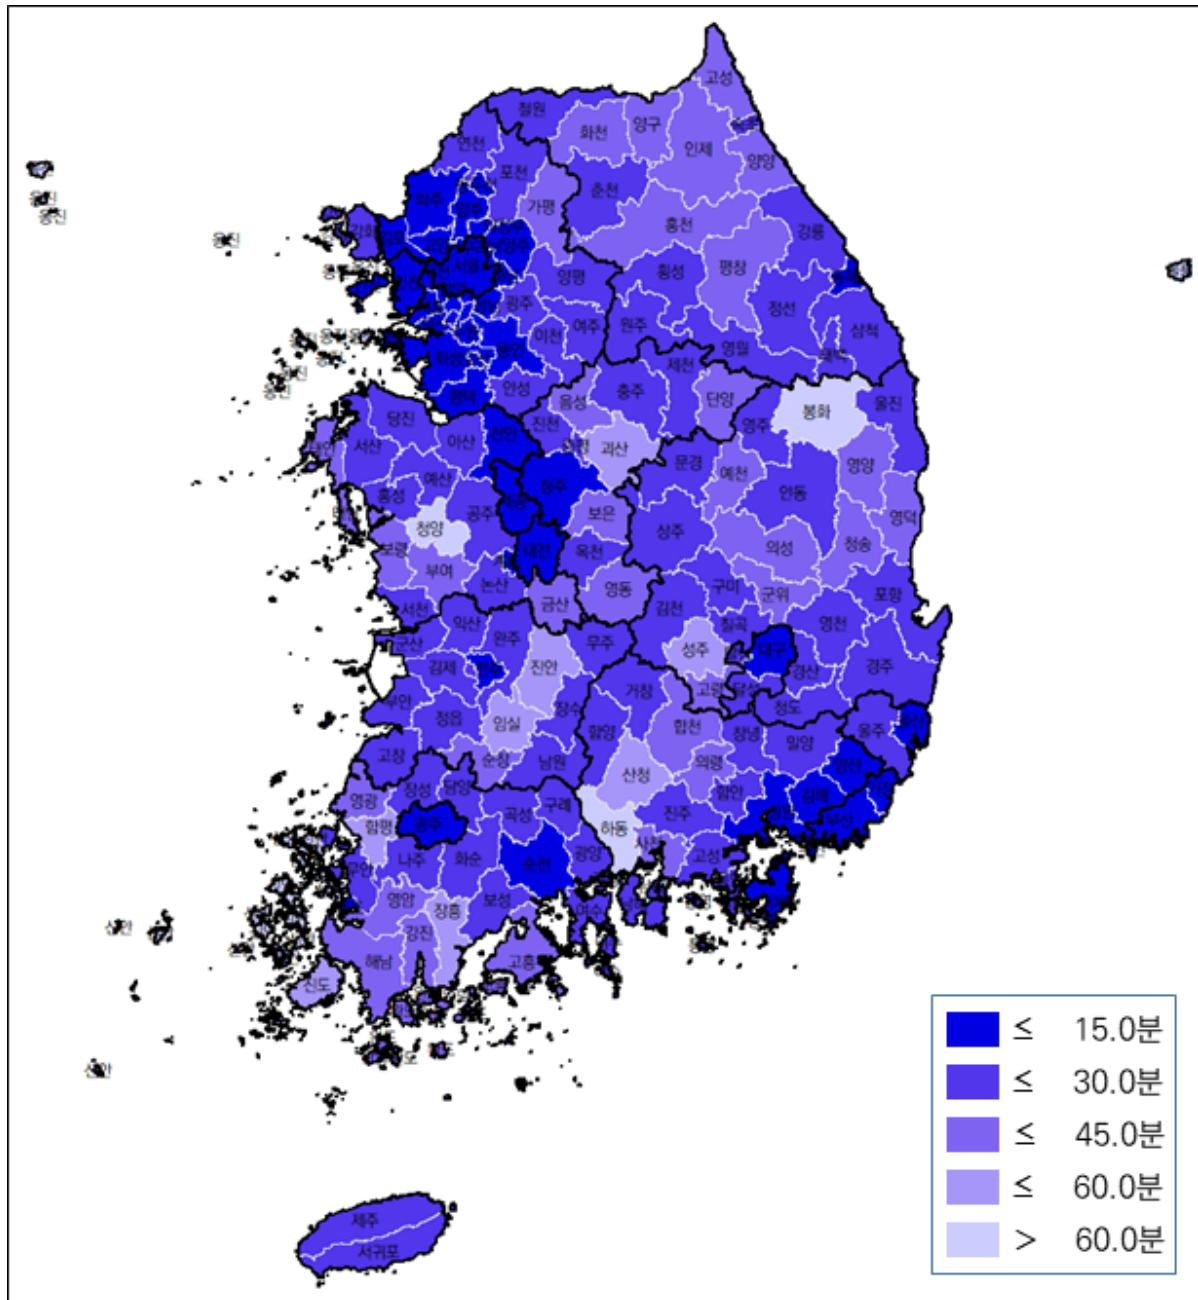 고성
철원
화천
양구
인제
연천
양양
포천
춘천
파주
양주
가평
홍천
강화
강릉
남양주
서울
횡성
평창
양평
정선
광주
원주
여주
이천
삼척
화성
용인
영월
태백
제천
평택
안성
충주
단양
음성
봉화
울진
당진
진천
영주
천안
아산
서산
괴산
문경
예천
영양
예산
청주
안동
홍성
공주
보은
영덕
청양
상주
의성
청송
대전
옥천
보령
부여
논산
영동
구미
군위
포항
금산
김천
서천
익산
칠곡
영천
군산
완주
무주
성주
대구
김제
진안
경산
경주
거창
고령
달성
부안
장수
청도
정읍
임실
합천
함양
창녕
밀양
울주
울산
고창
순창
남원
산청
의령
양산
장성
담양
함안
김해
영광
곡성
구례
진주
함평
광주
하동
부산
사천
고성
나주
화순
순천
광양
무안
영암
보성
장흥
여수
강진
신안
해남
고흥
진도
신안
제주
서귀포
≤ 15.0분
≤ 30.0분
≤ 45.0분
≤ 60.0분
> 60.0분